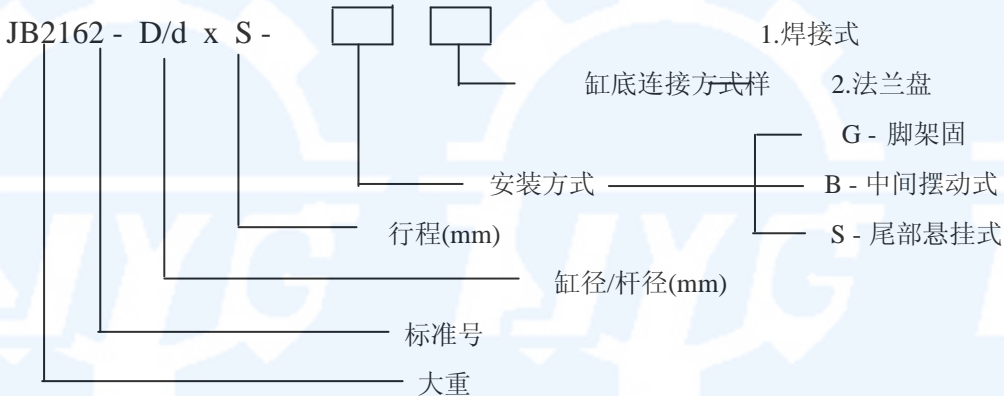 JB2162 - D/d x S -
1.焊接式
缸底连接方式样 2.法兰盘
G - 脚架固
安装方式 B - 中间摆动式
S - 尾部悬挂式
行程(mm)
缸径/杆径(mm)
标准号
大重
JYG JYG